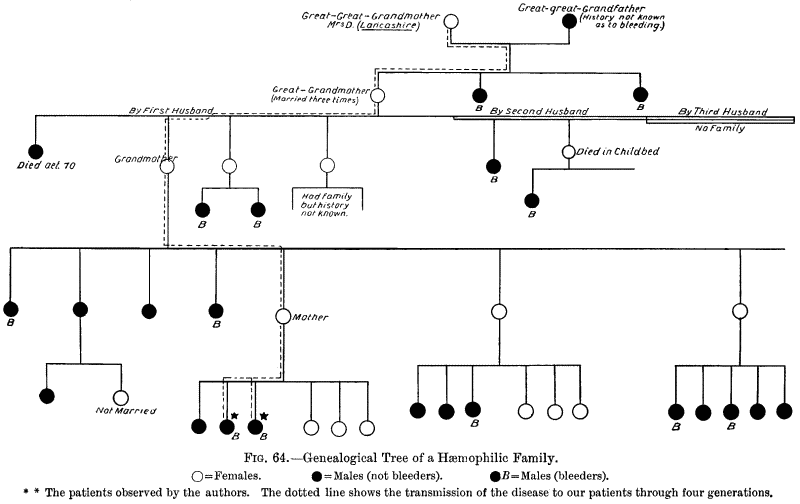 Great-Great-Grandmother
Mrs D. (Lancashire)
Great-great-Grandfather
(History not known
as to bleeding.)
Great-Grandmother
(Married three times)
B
B
By First Husband
By Second Husband
By Third Husband
No Family
Died aet. 70
Grandmother
B
B
Had family
but history
not known.
B
Died in Childbed
B
B
B
Mother
Not Married
★
B
★
B
B
B
B
B
FIG. 64.—Genealogical Tree of a Hæmophilic Family.
=Females.
=Males (not bleeders).
B=Males (bleeders).
* * The patients observed by the authors. The dotted line shows the transmission of the disease to our patients through four generations.